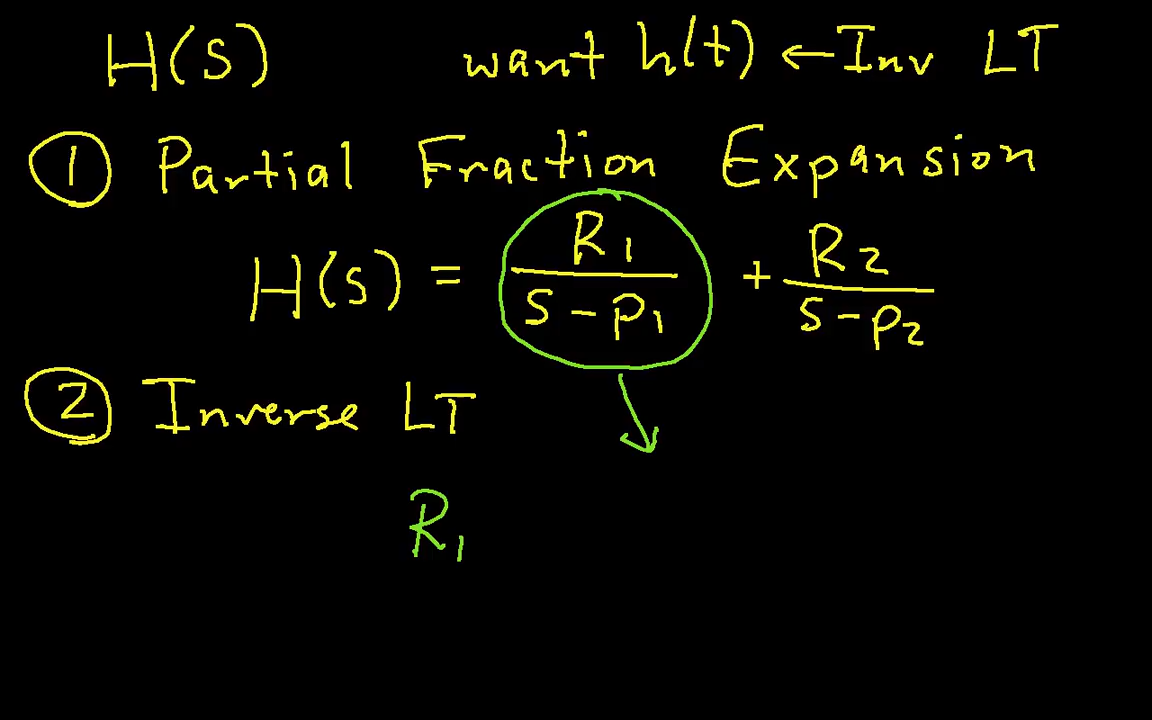 H(s) want h(t) ← Inv LT
① Partial Fraction Expansion
H(s) = R₁/(s - p₁) + R₂/(s - p₂)
② Inverse LT
R₁